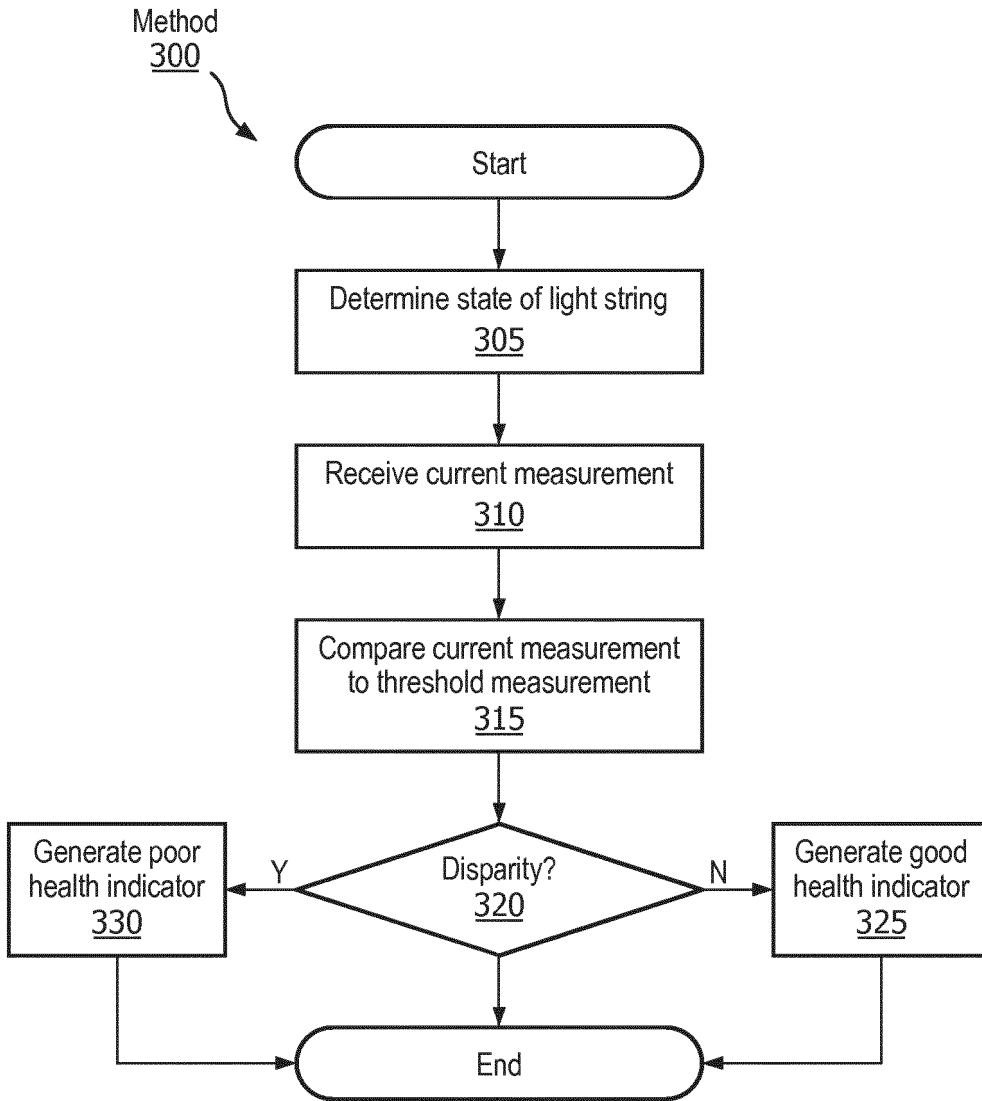 Method
300
Start
Determine state of light string
305
Receive current measurement
310
Compare current measurement
to threshold measurement
315
Generate poor
health indicator
330
Y
Disparity?
320
N
Generate good
health indicator
325
End